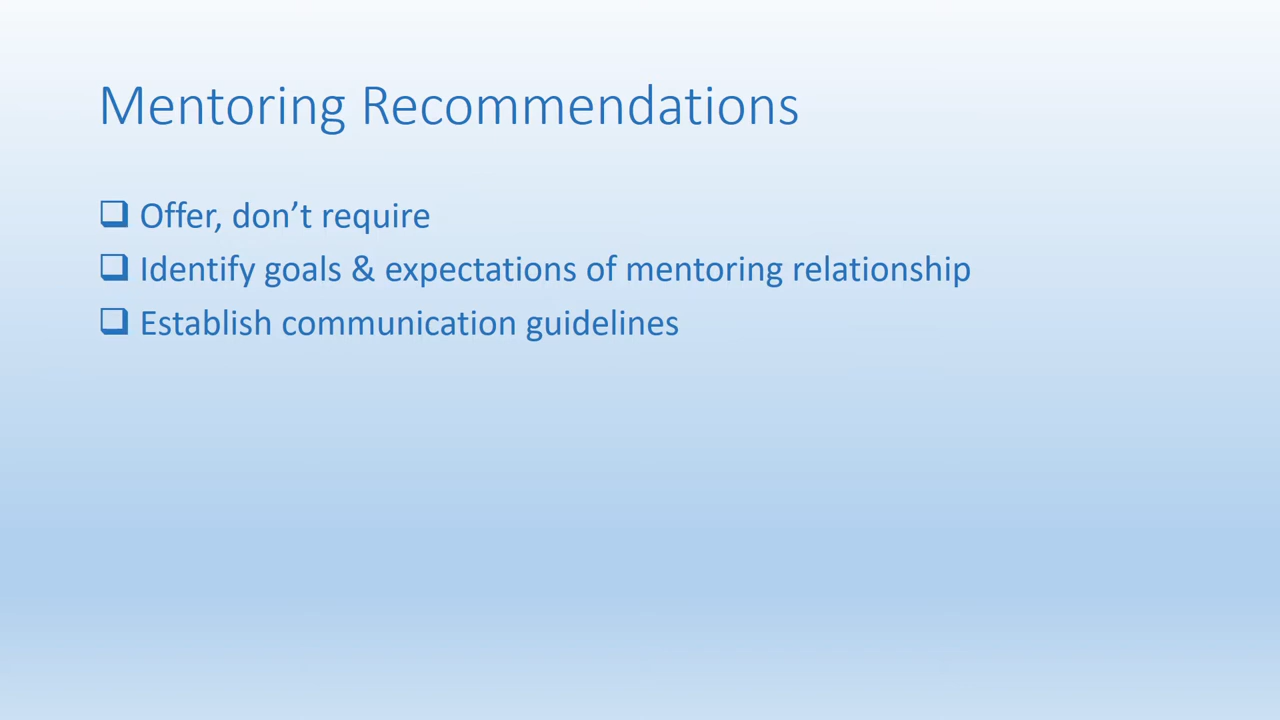 Mentoring Recommendations
❑ Offer, don’t require
❑ Identify goals & expectations of mentoring relationship
❑ Establish communication guidelines